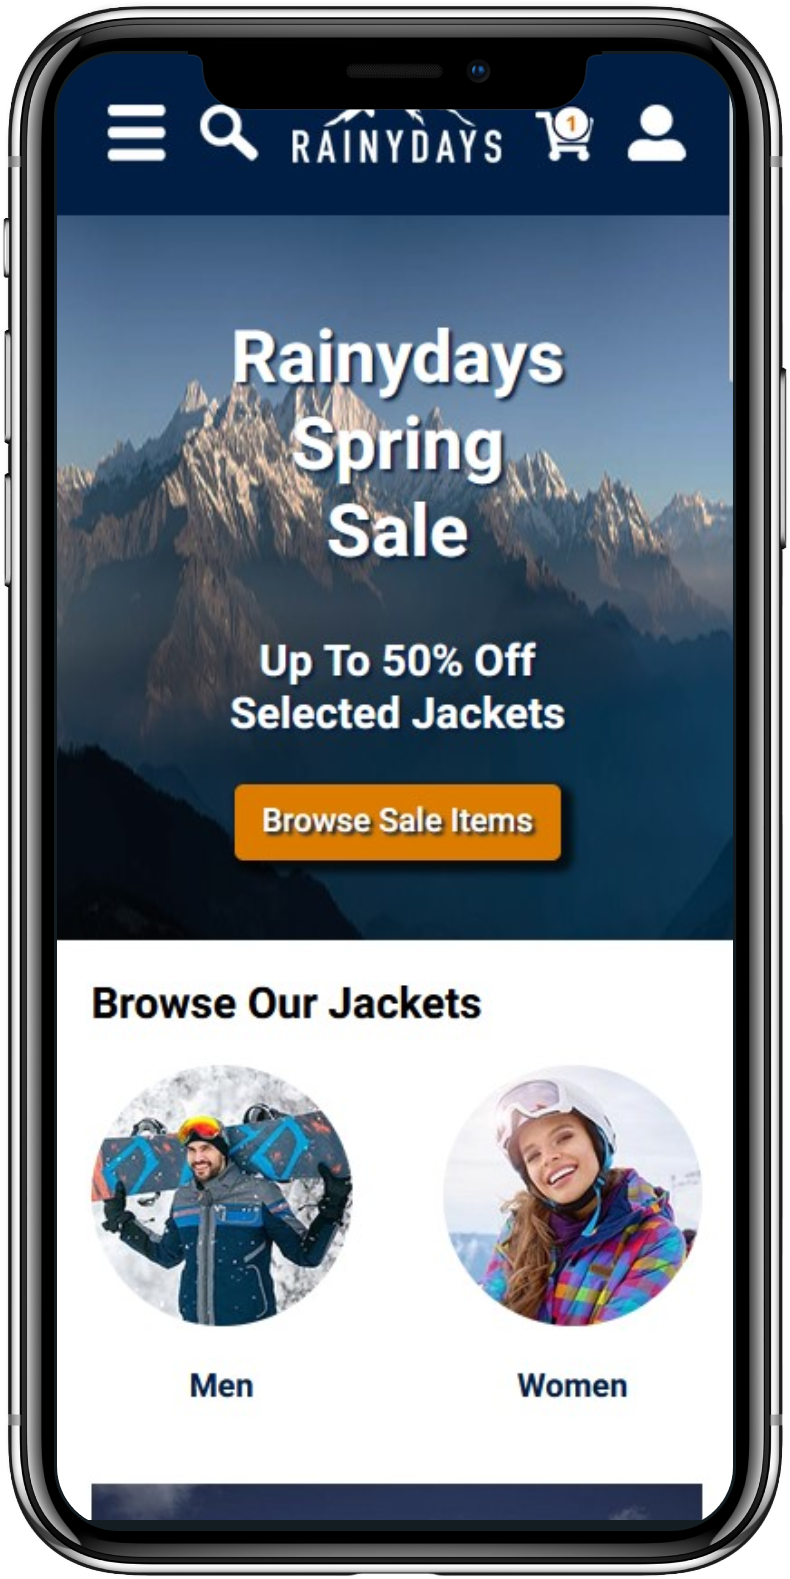 RAINYDAYS
1
Rainydays
Spring
Sale
Up To 50% Off
Selected Jackets
Browse Sale Items
Browse Our Jackets
Men
Women